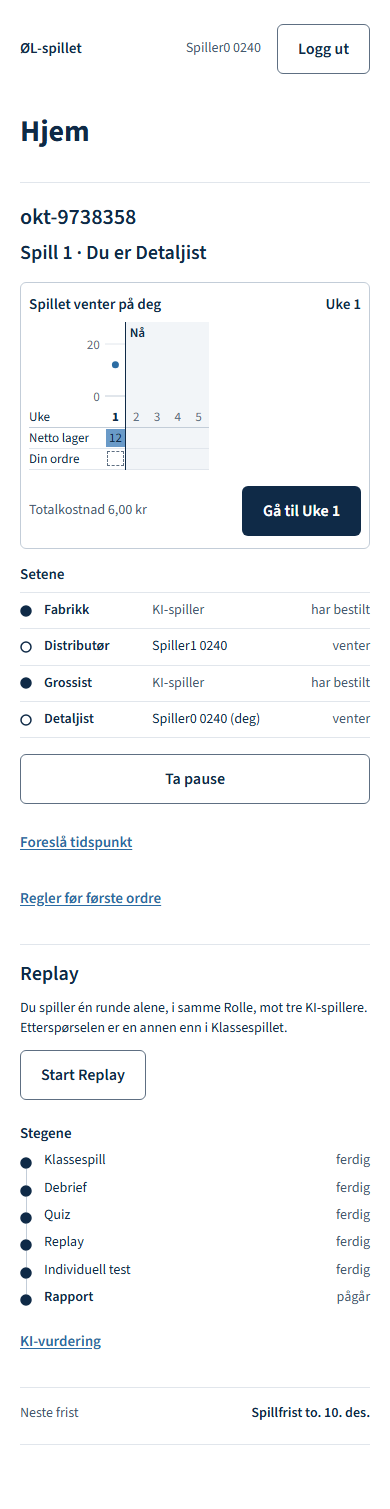 ØL-spillet
Spiller0 0240
Logg ut
Hjem
okt-9738358
Spill 1 · Du er Detaljist
Spillet venter på deg
Uke 1
Nå
20
0
Uke 1 2 3 4 5
Netto lager 12
Din ordre
Totalkostnad 6,00 kr
Gå til Uke 1
Setene
Fabrikk KI-spiller har bestilt
Distributør Spiller1 0240 venter
Grossist KI-spiller har bestilt
Detaljist Spiller0 0240 (deg) venter
Ta pause
Foreslå tidspunkt
Regler før første ordre
Replay
Du spiller én runde alene, i samme Rolle, mot tre KI-spillere.
Etterspørselen er en annen enn i Klassespillet.
Start Replay
Stegene
Klassespill ferdig
Debrief ferdig
Quiz ferdig
Replay ferdig
Individuell test ferdig
Rapport pågår
KI-vurdering
Neste frist Spillfrist to. 10. des.